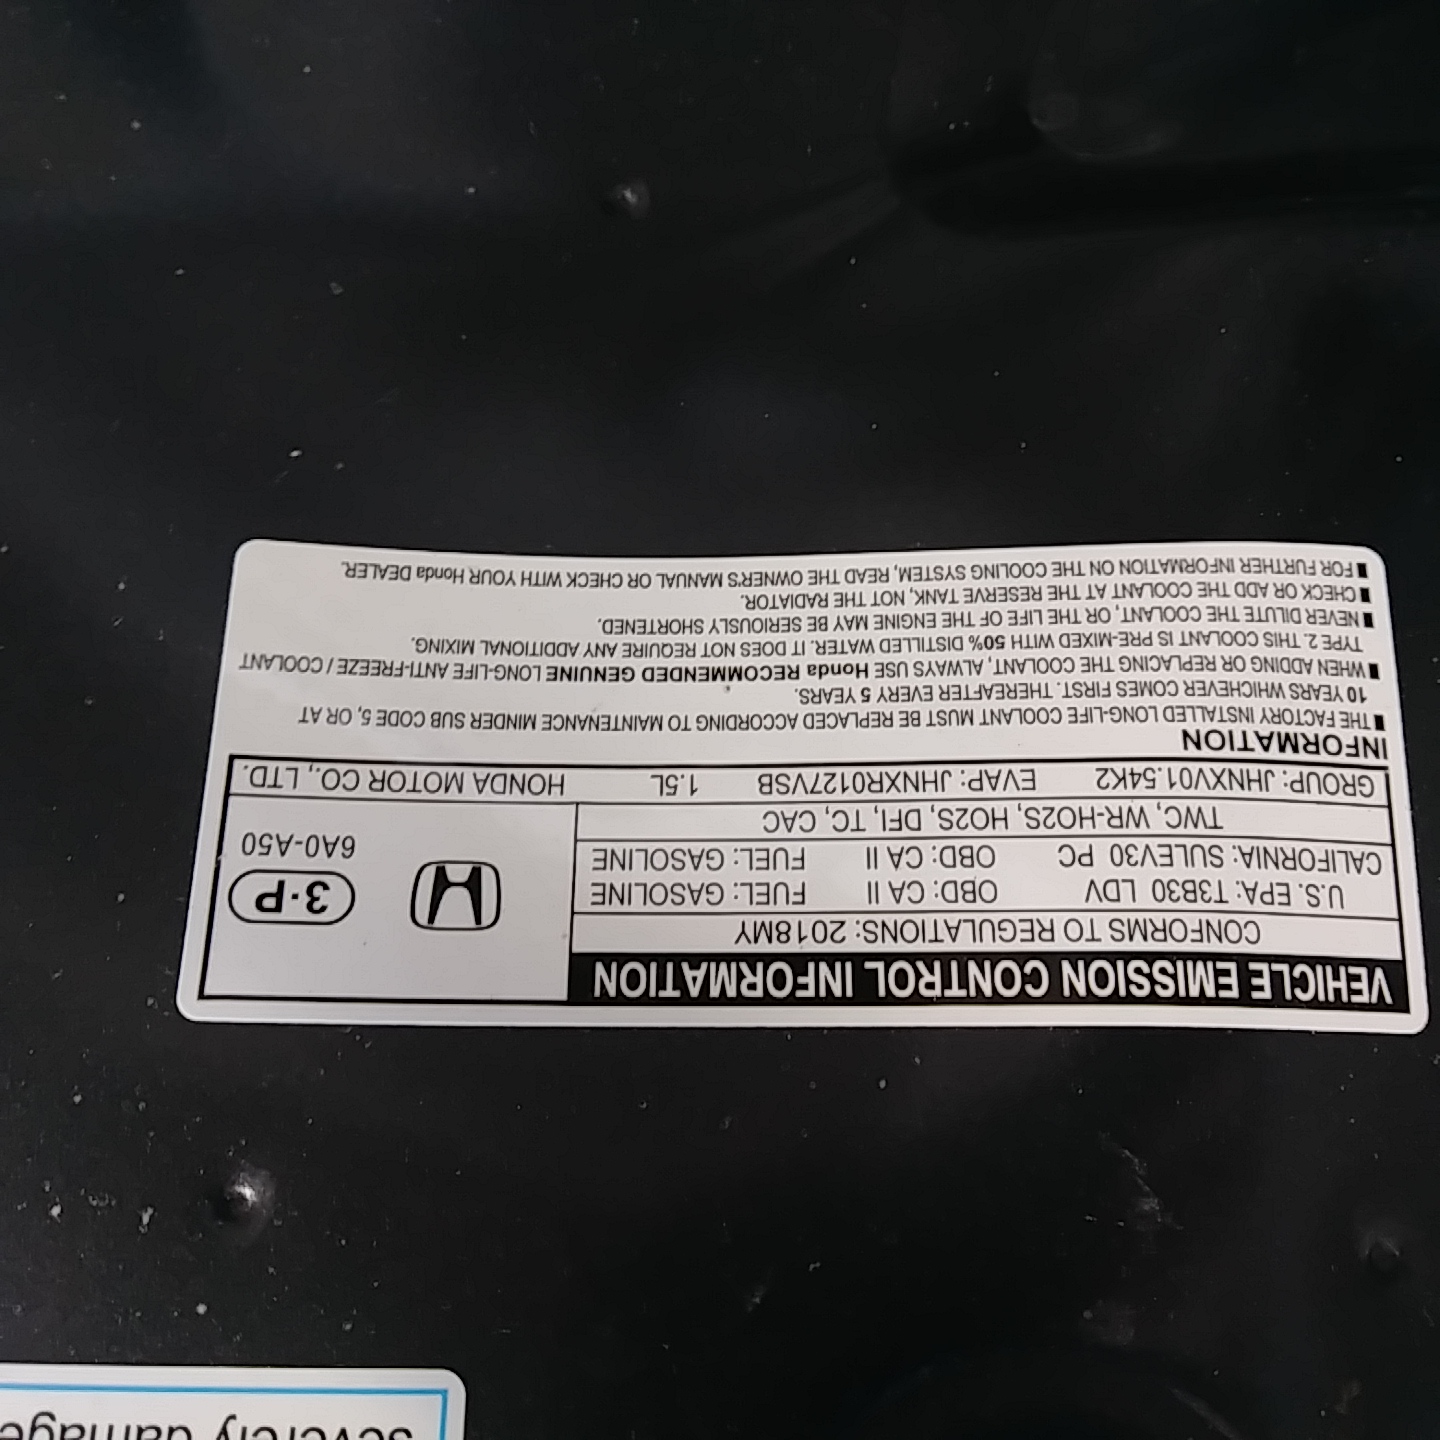 VEHICLE EMISSION CONTROL INFORMATION
CONFORMS TO REGULATIONS: 2018MY
U.S. EPA: T3B30 LDV OBD: CA II FUEL: GASOLINE
CALIFORNIA: SULEV30 PC OBD: CA II FUEL: GASOLINE
TWC, WR-HO2S, HO2S, DFI, TC, CAC
3·P
6A0-A50
GROUP: JHNXV01.54K2 EVAP: JHNXR0127VSB 1.5L HONDA MOTOR CO., LTD.
INFORMATION
■ THE FACTORY INSTALLED LONG-LIFE COOLANT MUST BE REPLACED ACCORDING TO MAINTENANCE MINDER SUB CODE 5, OR AT
10 YEARS WHICHEVER COMES FIRST. THEREAFTER EVERY 5 YEARS.
■ WHEN ADDING OR REPLACING THE COOLANT, ALWAYS USE Honda RECOMMENDED GENUINE LONG-LIFE ANTI-FREEZE / COOLANT
TYPE 2. THIS COOLANT IS PRE-MIXED WITH 50% DISTILLED WATER. IT DOES NOT REQUIRE ANY ADDITIONAL MIXING.
■ NEVER DILUTE THE COOLANT, OR THE LIFE OF THE ENGINE MAY BE SERIOUSLY SHORTENED.
■ CHECK OR ADD THE COOLANT AT THE RESERVE TANK, NOT THE RADIATOR.
■ FOR FURTHER INFORMATION ON THE COOLING SYSTEM, READ THE OWNER'S MANUAL OR CHECK WITH YOUR Honda DEALER.
severely damage